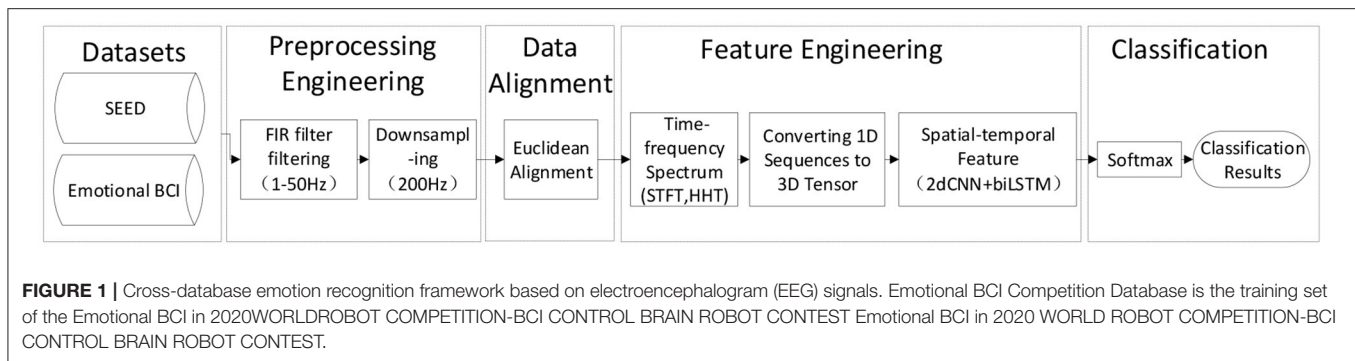 Datasets
SEED
Emotional BCI
Preprocessing
Engineering
FIR filter
filtering
（1-50Hz）
Downsampl
-ing
（200Hz）
Data
Alignment
Euclidean
Alignment
Feature Engineering
Time-
frequency
Spectrum
(STFT,HHT)
Converting 1D
Sequences to
3D Tensor
Spatial-temporal
Feature
（2dCNN+biLSTM）
Classification
Softmax
Classification
Results
FIGURE 1 | Cross-database emotion recognition framework based on electroencephalogram (EEG) signals. Emotional BCI Competition Database is the training set
of the Emotional BCI in 2020WORLDROBOT COMPETITION-BCI CONTROL BRAIN ROBOT CONTEST Emotional BCI in 2020 WORLD ROBOT COMPETITION-BCI
CONTROL BRAIN ROBOT CONTEST.